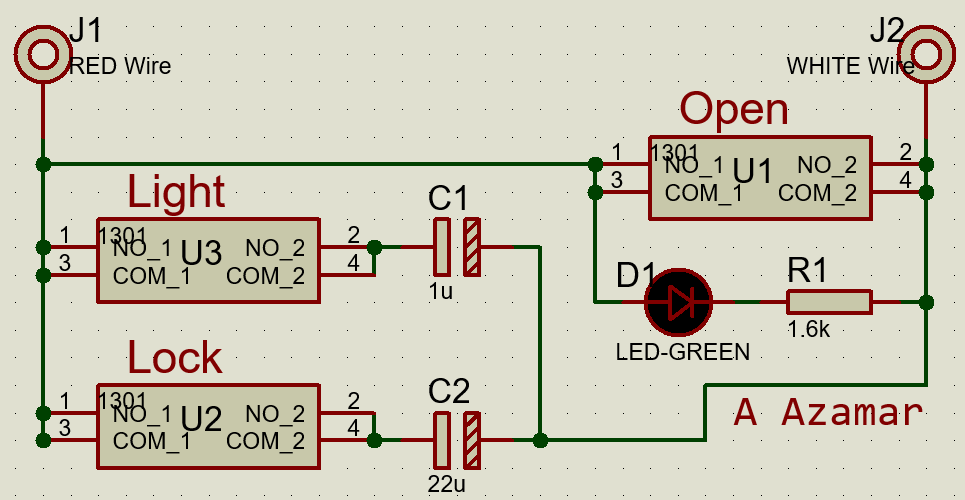 J1
RED Wire
J2
WHITE Wire
Open
1 1301 2
NO_1 U1 NO_2
3 COM_1 COM_2 4
Light
1 1301 2
NO_1 U3 NO_2
3 COM_1 COM_2 4
C1
1u
D1
LED-GREEN
R1
1.6k
Lock
1 1301 2
NO_1 U2 NO_2
3 COM_1 COM_2 4
C2
22u
A Azamar